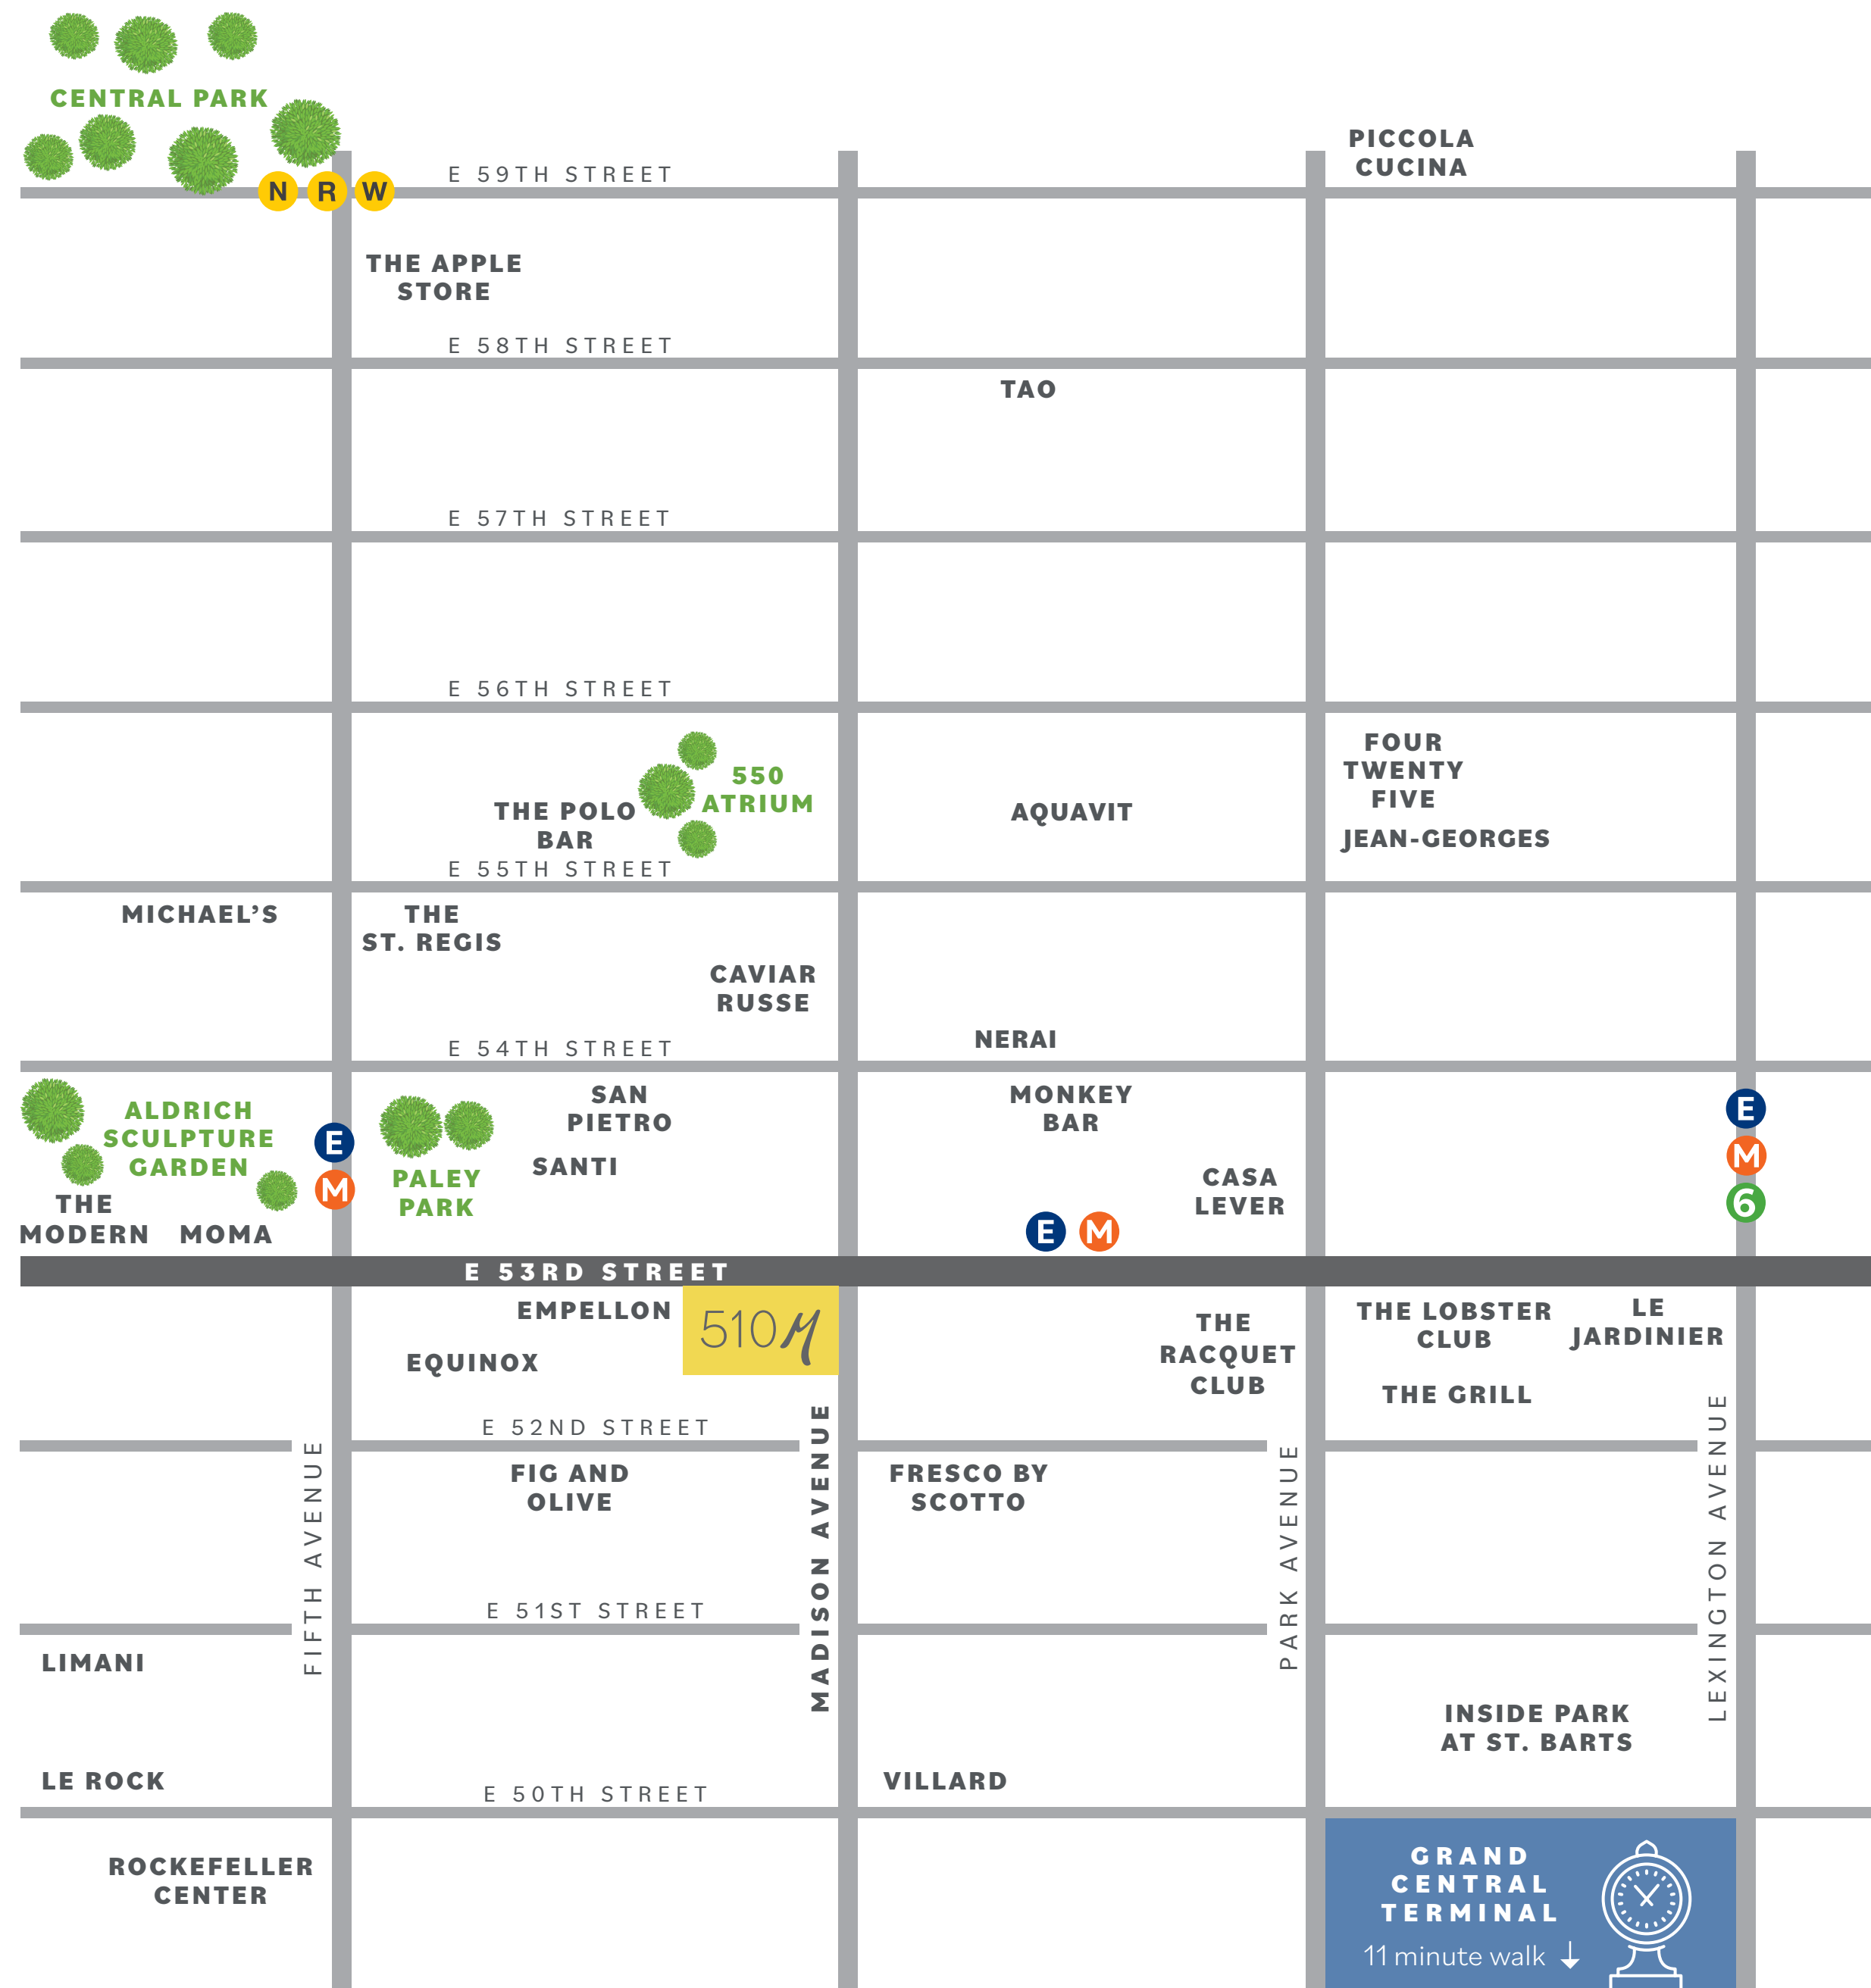 CENTRAL PARK
PICCOLA
CUCINA
E 59TH STREET
N R W
THE APPLE
STORE
E 58TH STREET
TAO
E 57TH STREET
E 56TH STREET
550
ATRIUM
THE POLO
BAR
AQUAVIT
FOUR
TWENTY
FIVE
JEAN-GEORGES
E 55TH STREET
MICHAEL’S
THE
ST. REGIS
CAVIAR
RUSSE
NERAI
E 54TH STREET
ALDRICH
SCULPTURE
GARDEN
THE
MODERN
MOMA
E
M
PALEY
PARK
SAN
PIETRO
SANTI
MONKEY
BAR
CASA
LEVER
E M
E
M
6
E 53RD STREET
EMPELLON
510M
EQUINOX
THE
RACQUET
CLUB
THE LOBSTER
CLUB
LE
JARDINIER
THE GRILL
E 52ND STREET
FIG AND
OLIVE
FRESCO BY
SCOTTO
FIFTH AVENUE
MADISON AVENUE
PARK AVENUE
LEXINGTON AVENUE
E 51ST STREET
LIMANI
INSIDE PARK
AT ST. BARTS
LE ROCK
VILLARD
E 50TH STREET
ROCKEFELLER
CENTER
GRAND
CENTRAL
TERMINAL
11 minute walk ↓